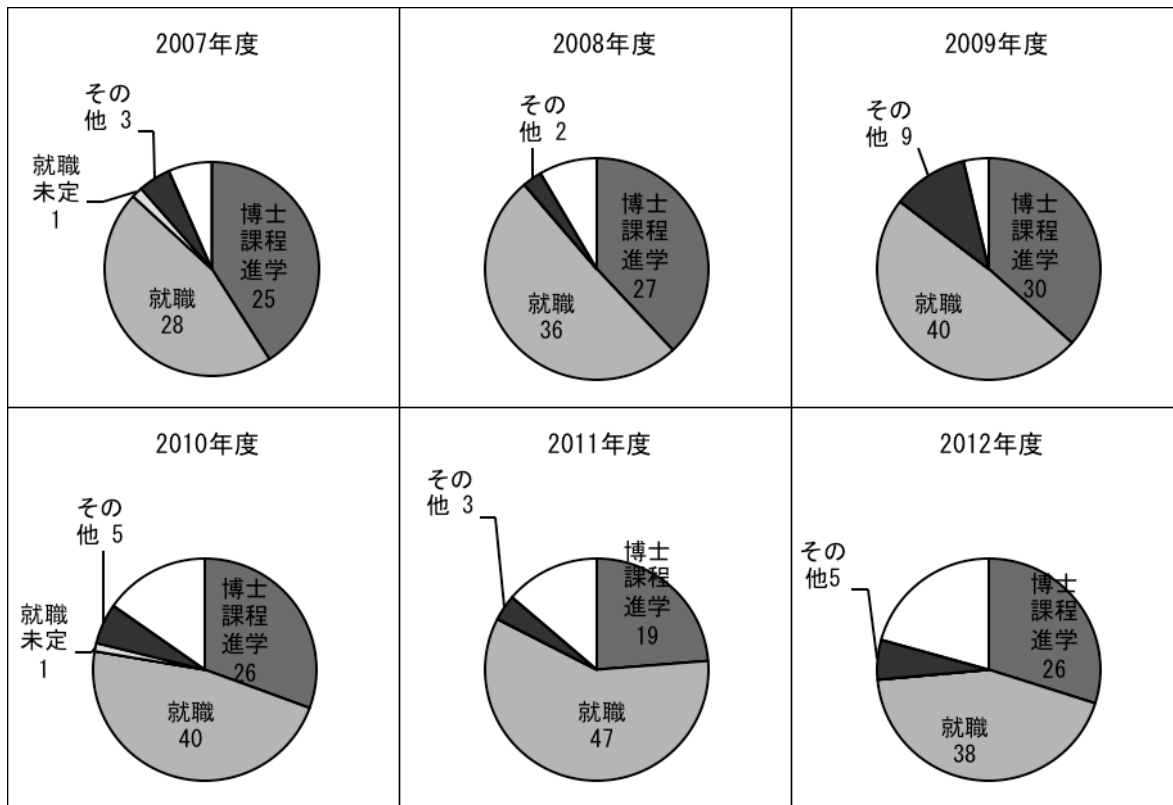 2007年度
その
他 3
就職
未定
1
博士
課程
進学
25
就職
28
2008年度
その
他 2
博士
課程
進学
27
就職
36
2009年度
その
他 9
博士
課程
進学
30
就職
40
2010年度
その
他 5
就職
未定
1
博士
課程
進学
26
就職
40
2011年度
その
他 3
博士
課程
進学
19
就職
47
2012年度
その
他5
博士
課程
進学
26
就職
38